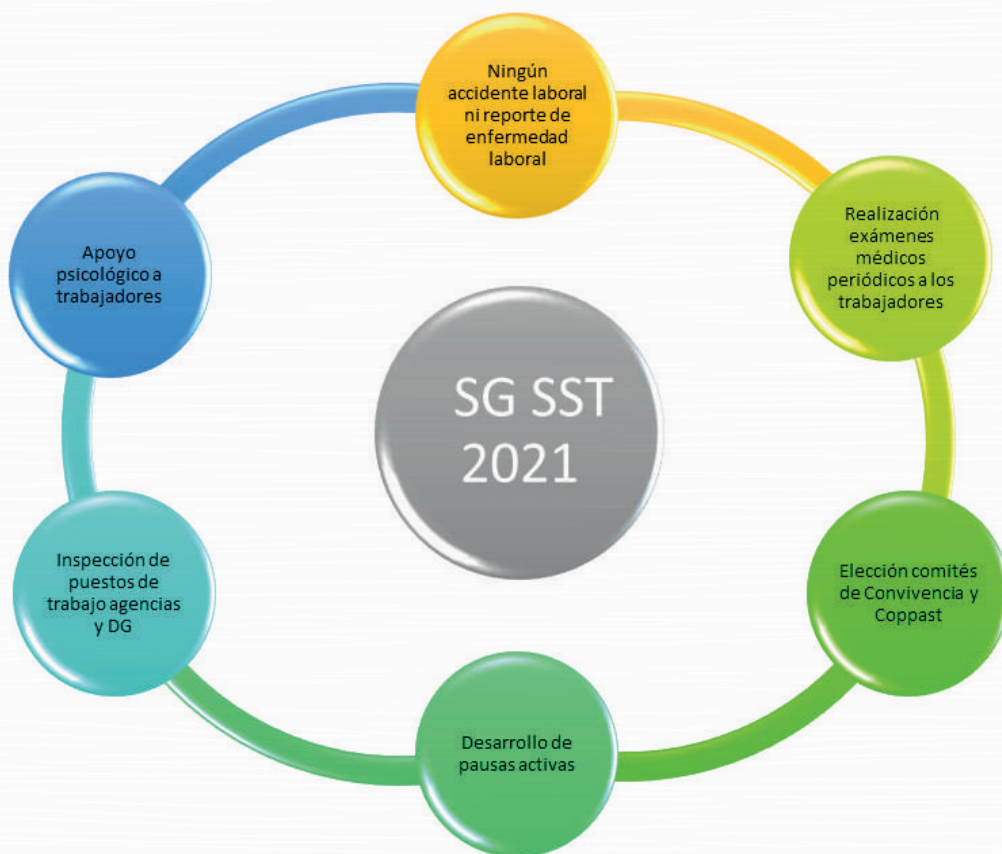 Ningún
accidente laboral
ni reporte de
enfermedad
laboral
Realización
exámenes
médicos
periódicos a los
trabajadores
Elección comités
de Convivencia y
Coppast
Desarrollo de
pausas activas
Inspección de
puestos de
trabajo agencias
y DG
Apoyo
psicológico a
trabajadores
SG SST
2021